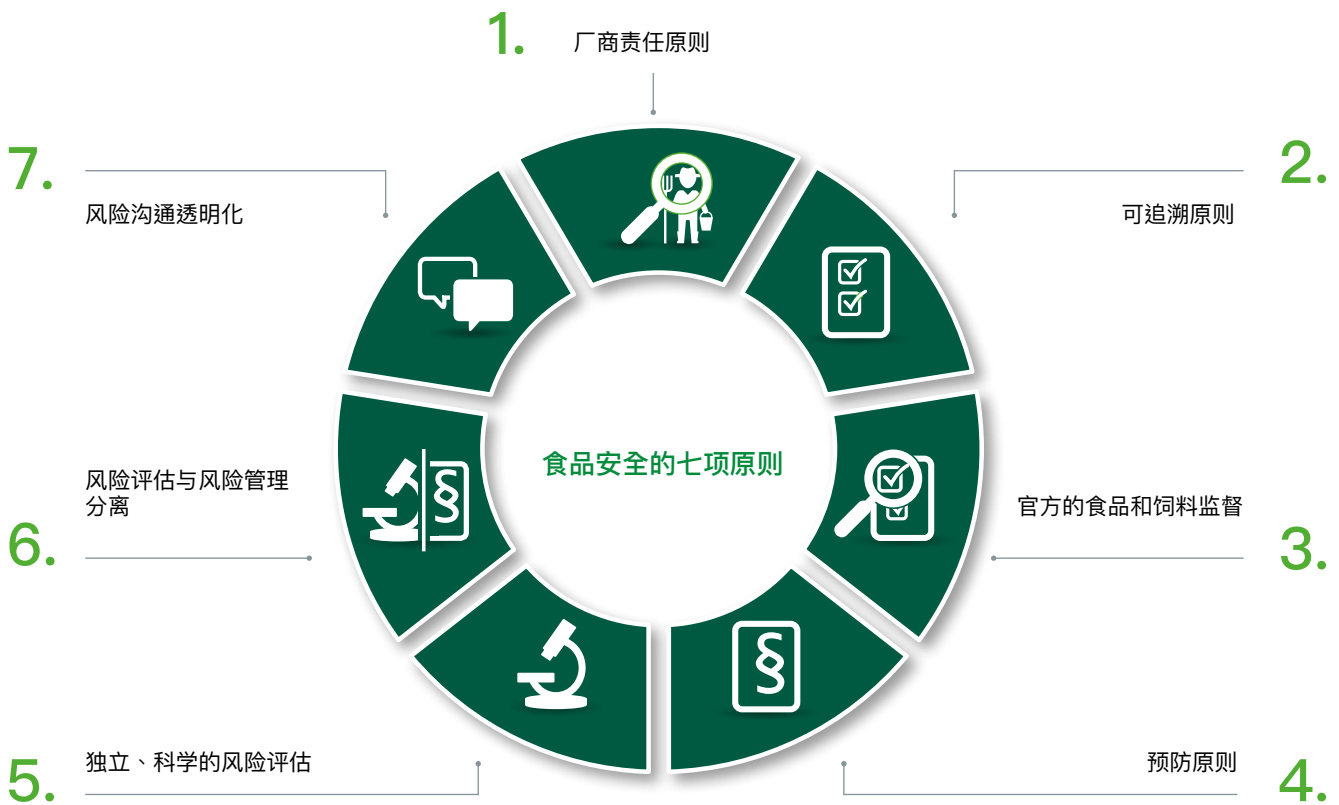 1.
厂商责任原则
2.
可追溯原则
3.
官方的食品和饲料监督
4.
预防原则
5.
独立、科学的风险评估
6.
风险评估与风险管理
分离
7.
风险沟通透明化
食品安全的七项原则
§
§